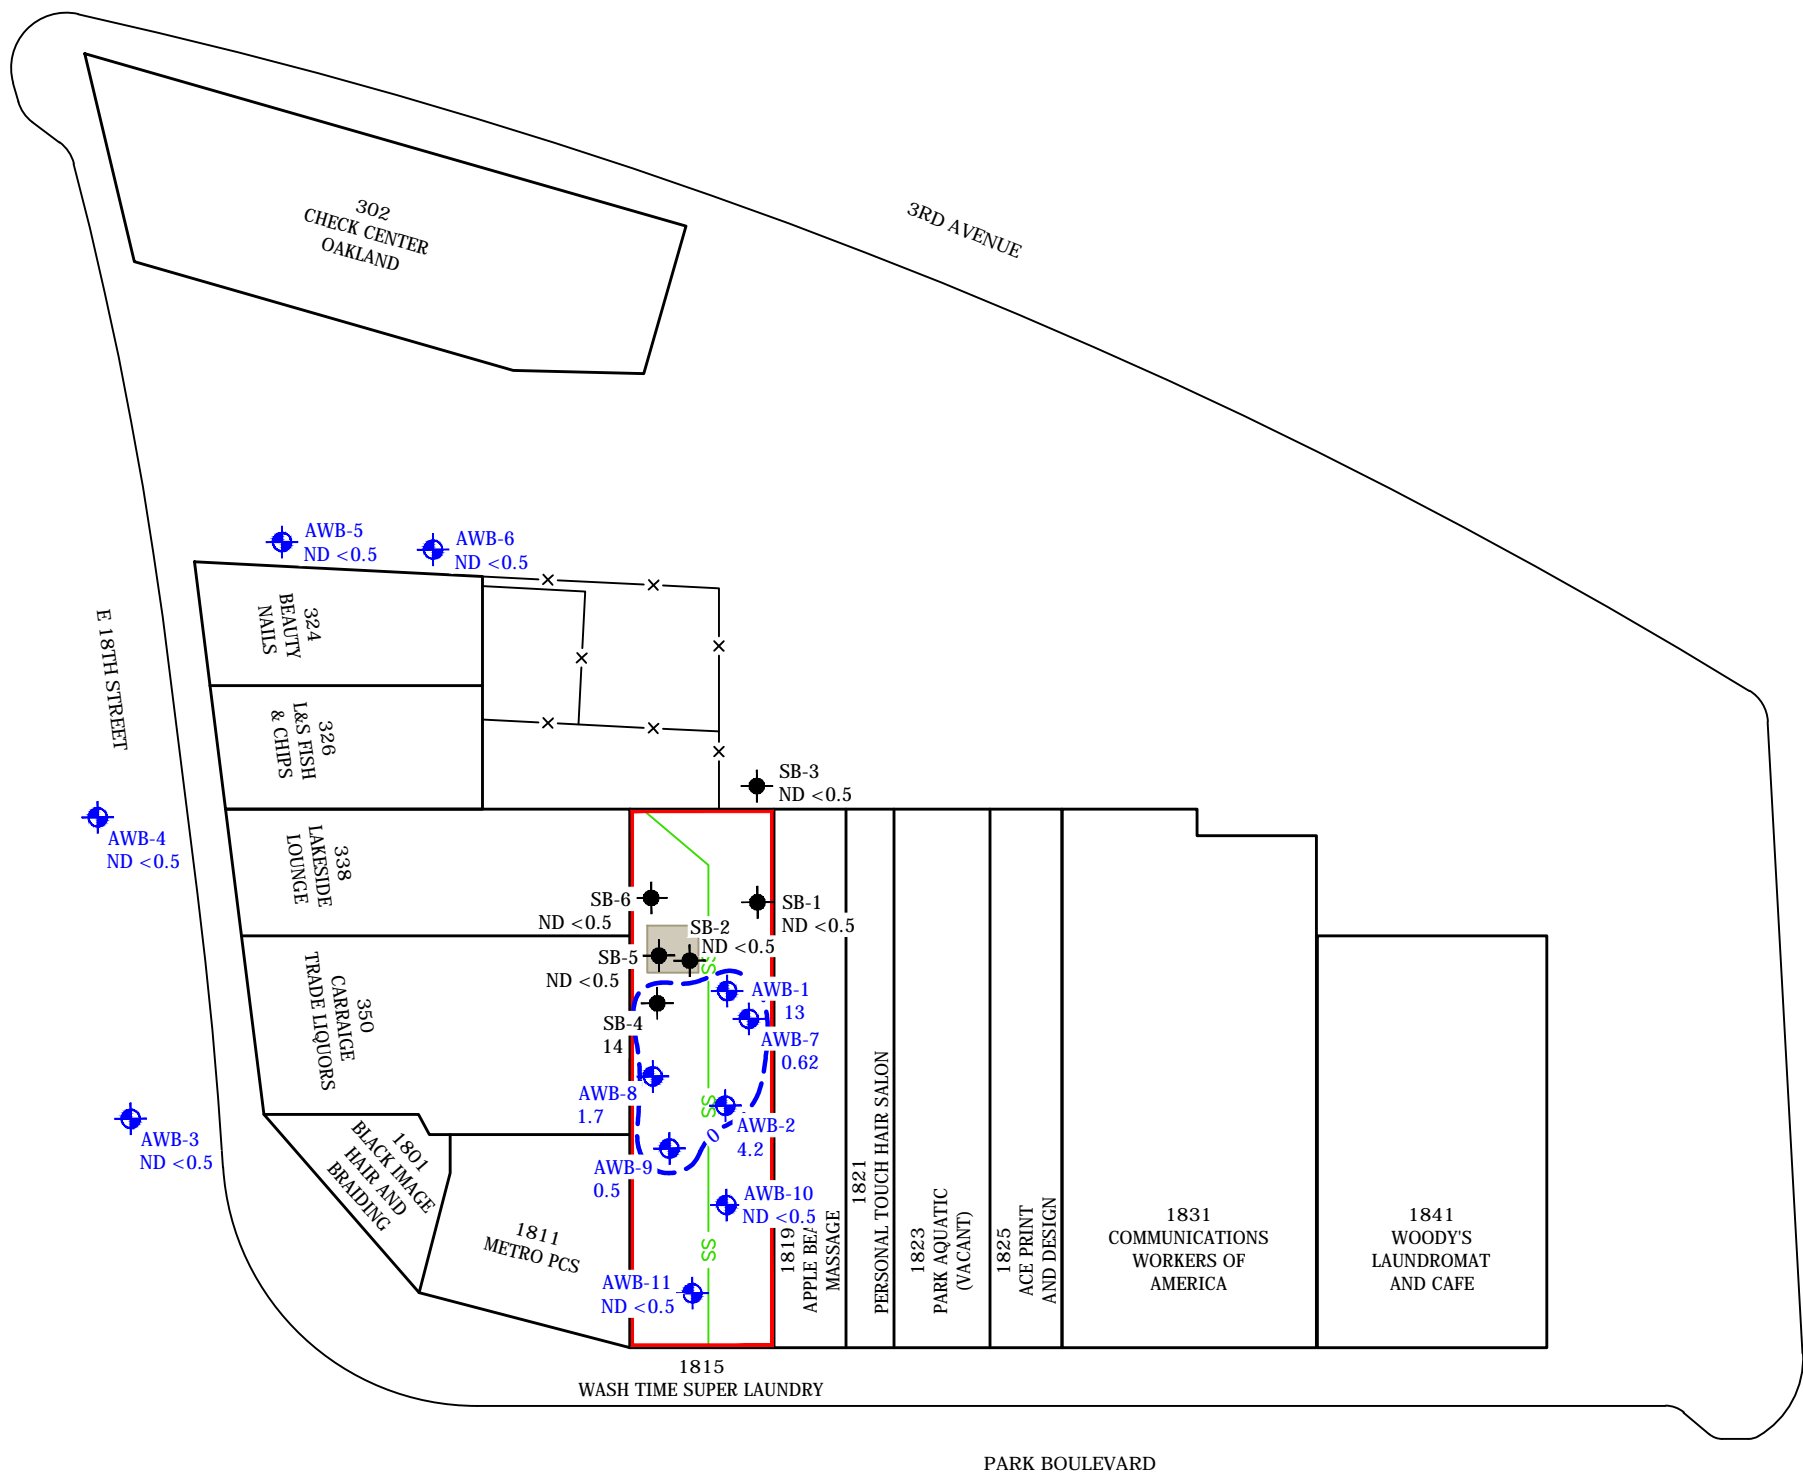 302
CHECK CENTER
OAKLAND
3RD AVENUE
AWB-5
ND <0.5
AWB-6
ND <0.5
324
BEAUTY
NAILS
E 18TH STREET
326
L&S FISH
& CHIPS
SB-3
ND <0.5
AWB-4
ND <0.5
338
LAKESIDE
LOUNGE
SB-6
ND <0.5
SB-1
ND <0.5
SB-2
ND <0.5
SB-5
ND <0.5
SS
350
CARRAIGE
TRADE LIQUORS
AWB-1
13
SB-4
14
AWB-7
0.62
AWB-8
1.7
SS
AWB-2
4.2
0
AWB-3
ND <0.5
1801
BLACK IMAGE
HAIR AND
BRAIDING
AWB-9
0.5
AWB-10
ND <0.5
SS
1811
METRO PCS
AWB-11
ND <0.5
1819
APPLE BEA
MASSAGE
1821
PERSONAL TOUCH HAIR SALON
1823
PARK AQUATIC
(VACANT)
1825
ACE PRINT
AND DESIGN
1831
COMMUNICATIONS
WORKERS OF
AMERICA
1841
WOODY'S
LAUNDROMAT
AND CAFE
1815
WASH TIME SUPER LAUNDRY
PARK BOULEVARD